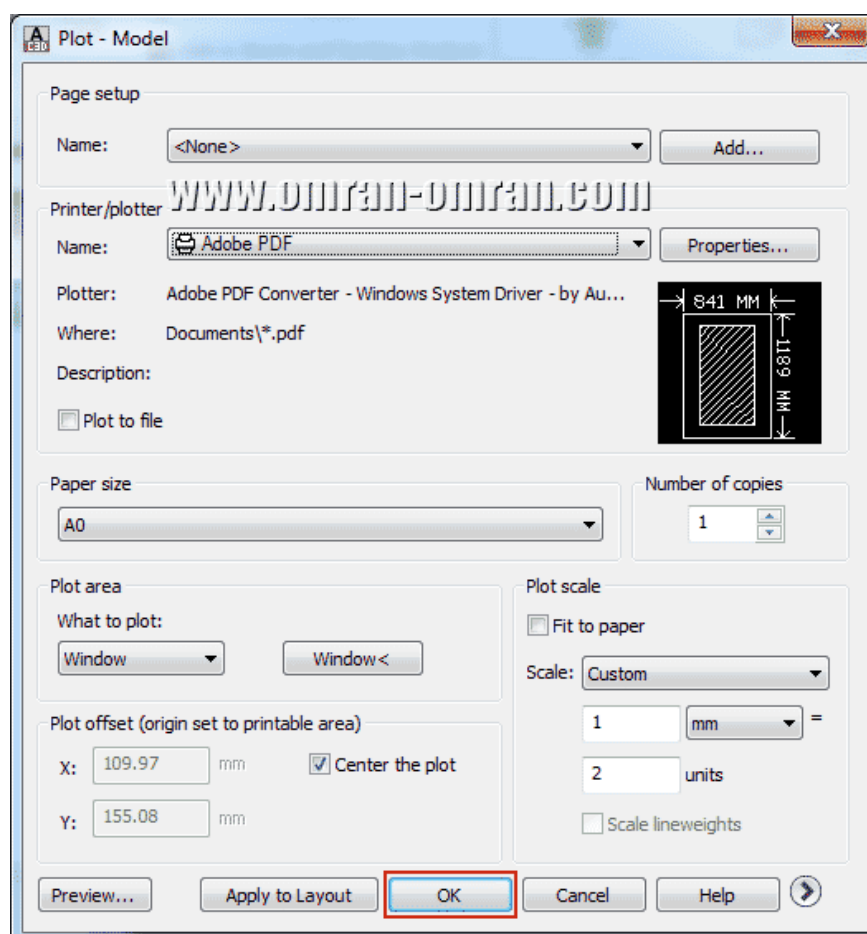 A C3D Plot - Model
Page setup
Name: <None> Add...
www.omran-omran.com
Printer/plotter
Name: Adobe PDF Properties...
Plotter: Adobe PDF Converter - Windows System Driver - by Au...
Where: Documents\*.pdf
Description:
Plot to file
841 MM
1189 MM
Paper size
A0
Number of copies
1
Plot area
What to plot:
Window Window<
Plot offset (origin set to printable area)
X: 109.97 mm Center the plot
Y: 155.08 mm
Plot scale
Fit to paper
Scale: Custom
1 mm =
2 units
Scale lineweights
Preview... Apply to Layout OK Cancel Help